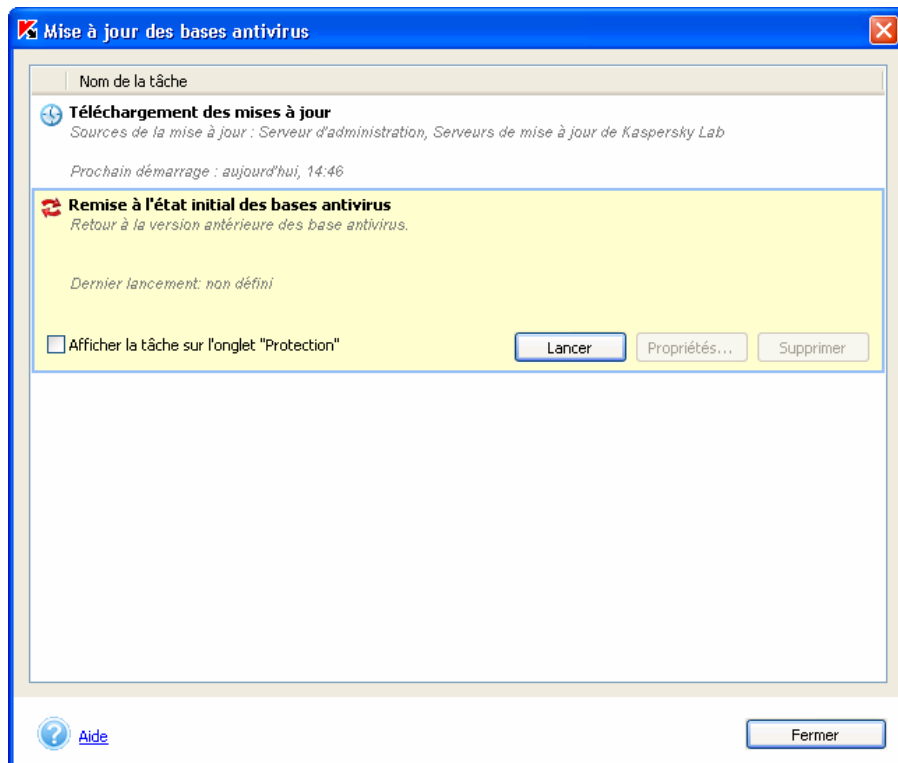 Mise à jour des bases antivirus
Nom de la tâche
Téléchargement des mises à jour
Sources de la mise à jour : Serveur d'administration, Serveurs de mise à jour de Kaspersky Lab
Prochain démarrage : aujourd'hui, 14:46
Remise à l'état initial des bases antivirus
Retour à la version antérieure des base antivirus.
Dernier lancement: non défini
Afficher la tâche sur l'onglet "Protection"
Lancer
Propriétés...
Supprimer
Aide
Fermer